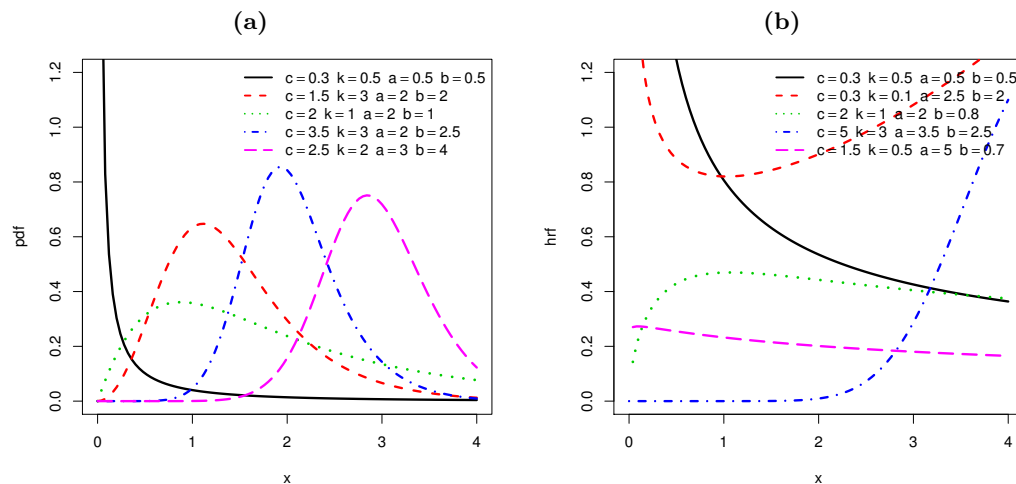 (a)
1.2
1.0
0.8
0.6
0.4
0.2
0.0
pdf
c=0.3 k=0.5 a=0.5 b=0.5
c=1.5 k=3 a=2 b=2
c=2 k=1 a=2 b=1
c=3.5 k=3 a=2 b=2.5
c=2.5 k=2 a=3 b=4
0 1 2 3 4
x
(b)
1.2
1.0
0.8
0.6
0.4
0.2
0.0
hrf
c=0.3 k=0.5 a=0.5 b=0.5
c=0.3 k=0.1 a=2.5 b=2
c=2 k=1 a=2 b=0.8
c=5 k=3 a=3.5 b=2.5
c=1.5 k=0.5 a=5 b=0.7
0 1 2 3 4
x